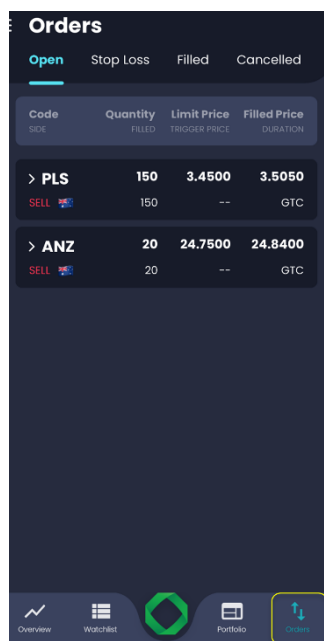 Orders
Open Stop Loss Filled Cancelled
Code Quantity Limit Price Filled Price
SIDE FILLED TRIGGER PRICE DURATION
> PLS 150 3.4500 3.5050
SELL 150 -- GTC
> ANZ 20 24.7500 24.8400
SELL 20 -- GTC
Overview Watchlist Portfolio Orders